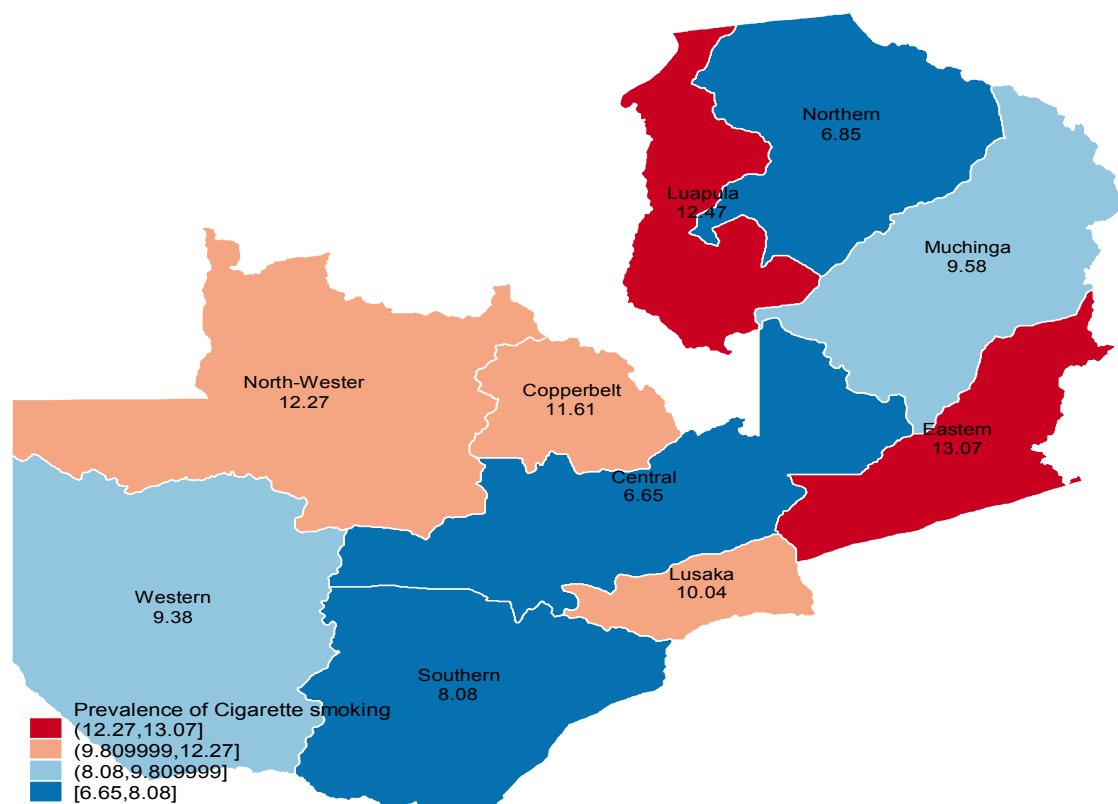 Northern
6.85
Luapula
12.47
Muchinga
9.58
North-Wester
12.27
Copperbelt
11.61
Eastern
13.07
Central
6.65
Lusaka
10.04
Western
9.38
Southern
8.08
Prevalence of Cigarette smoking
(12.27,13.07]
(9.809999,12.27]
(8.08,9.809999]
[6.65,8.08]